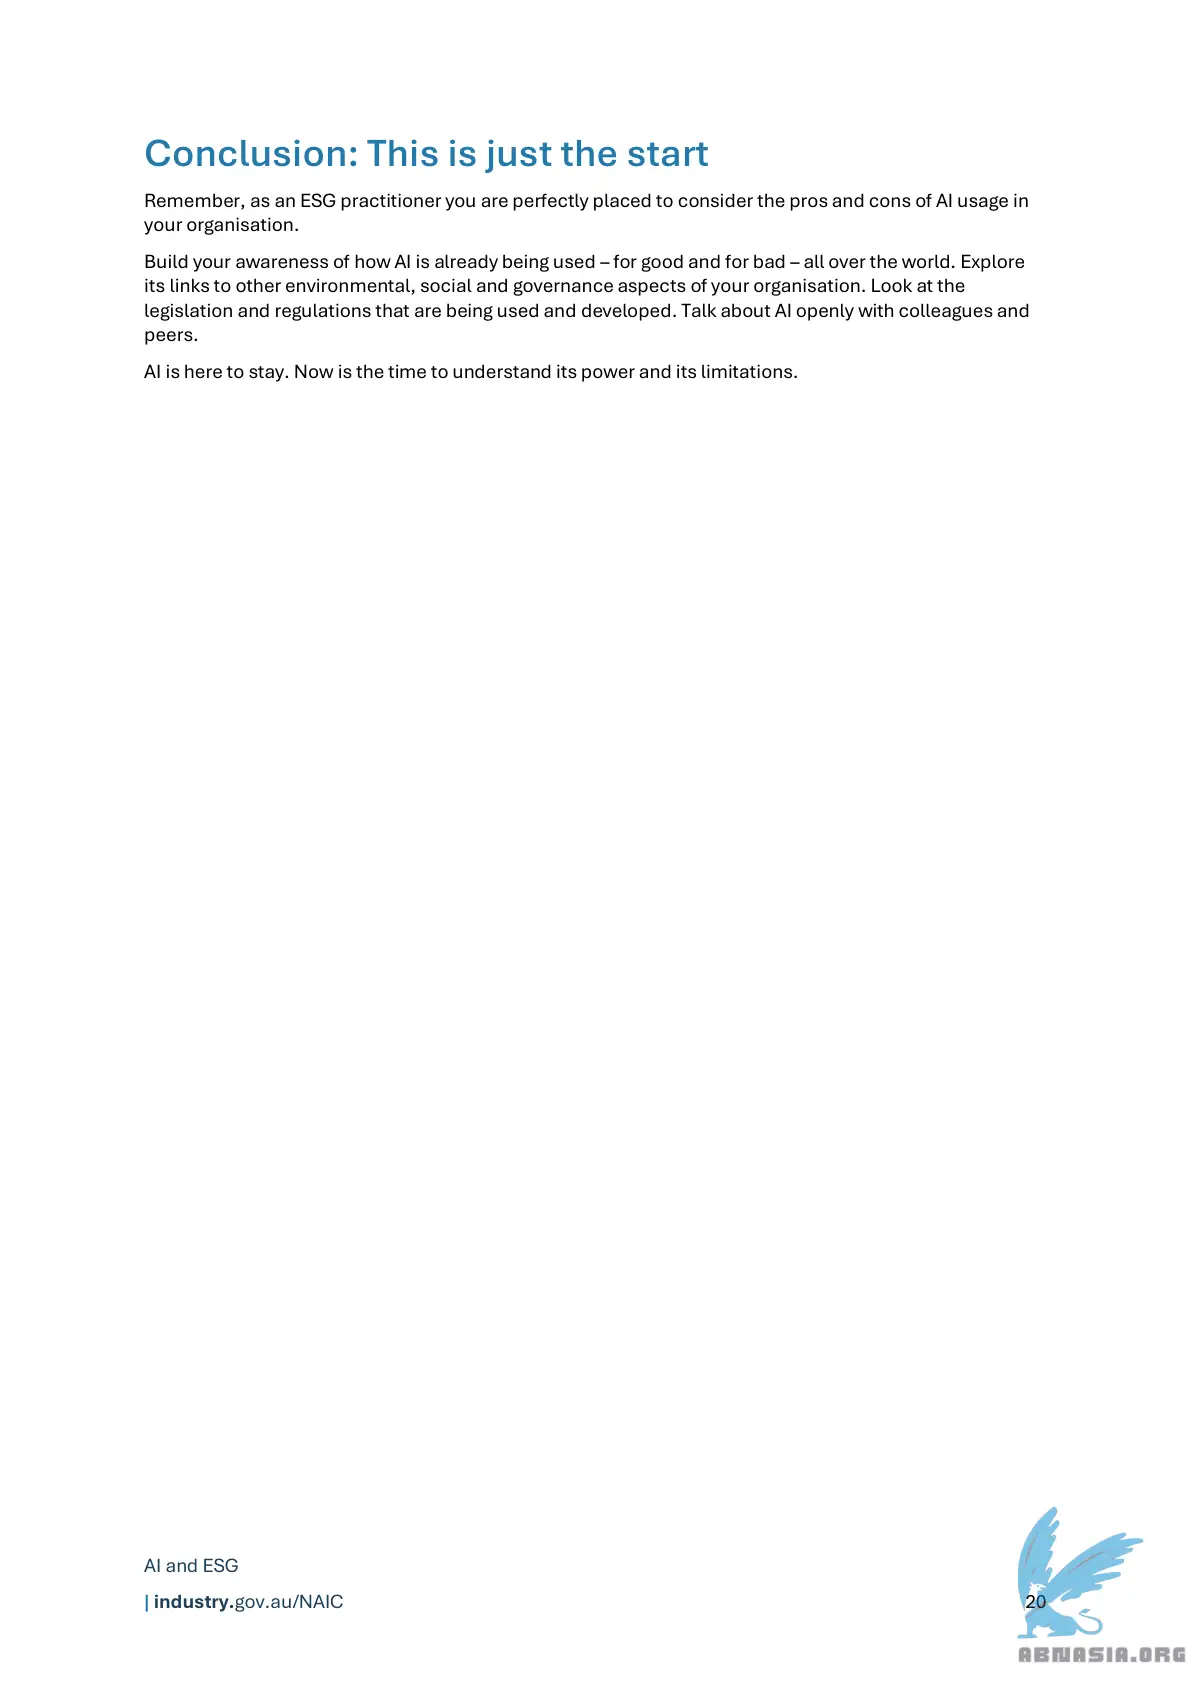 Conclusion: This is just the start
Remember, as an ESG practitioner you are perfectly placed to consider the pros and cons of AI usage in
your organisation.
Build your awareness of how AI is already being used – for good and for bad – all over the world. Explore
its links to other environmental, social and governance aspects of your organisation. Look at the
legislation and regulations that are being used and developed. Talk about AI openly with colleagues and
peers.
AI is here to stay. Now is the time to understand its power and its limitations.
AI and ESG
| industry.gov.au/NAIC
20
ABNASIA.ORG